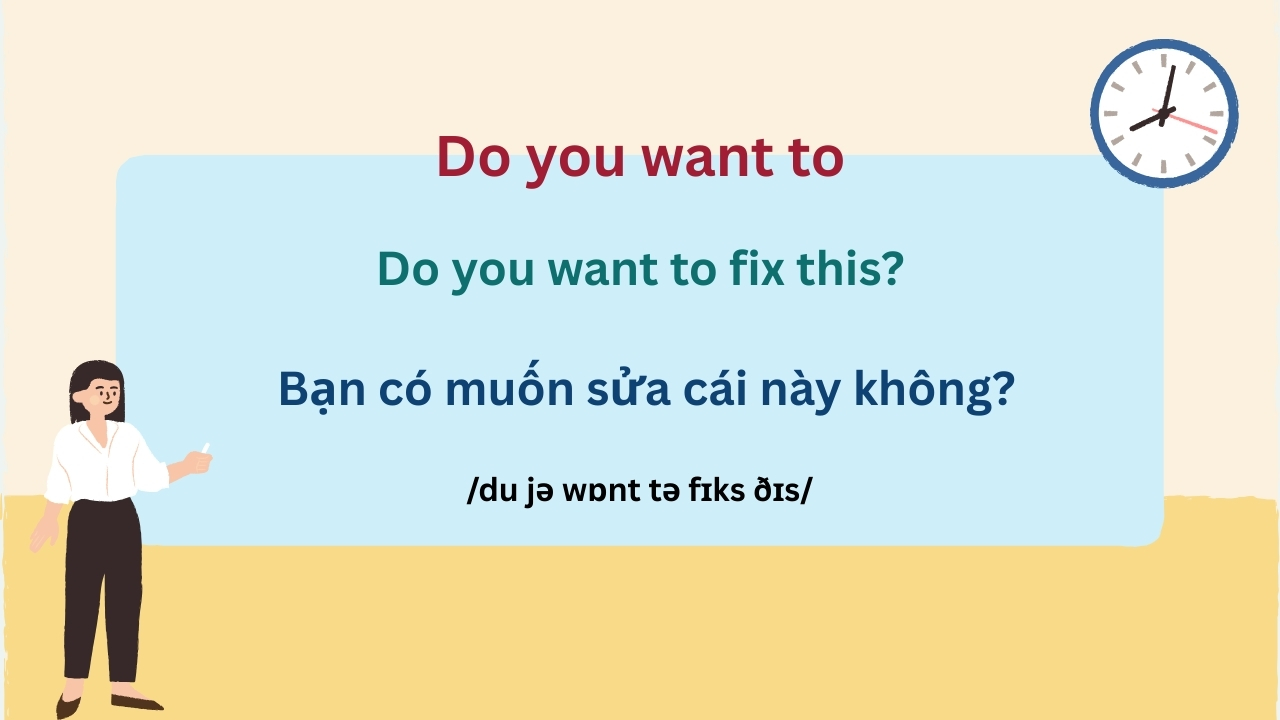 Do you want to
Do you want to fix this?
Bạn có muốn sửa cái này không?
/du jə wɒnt tə fɪks ðɪs/